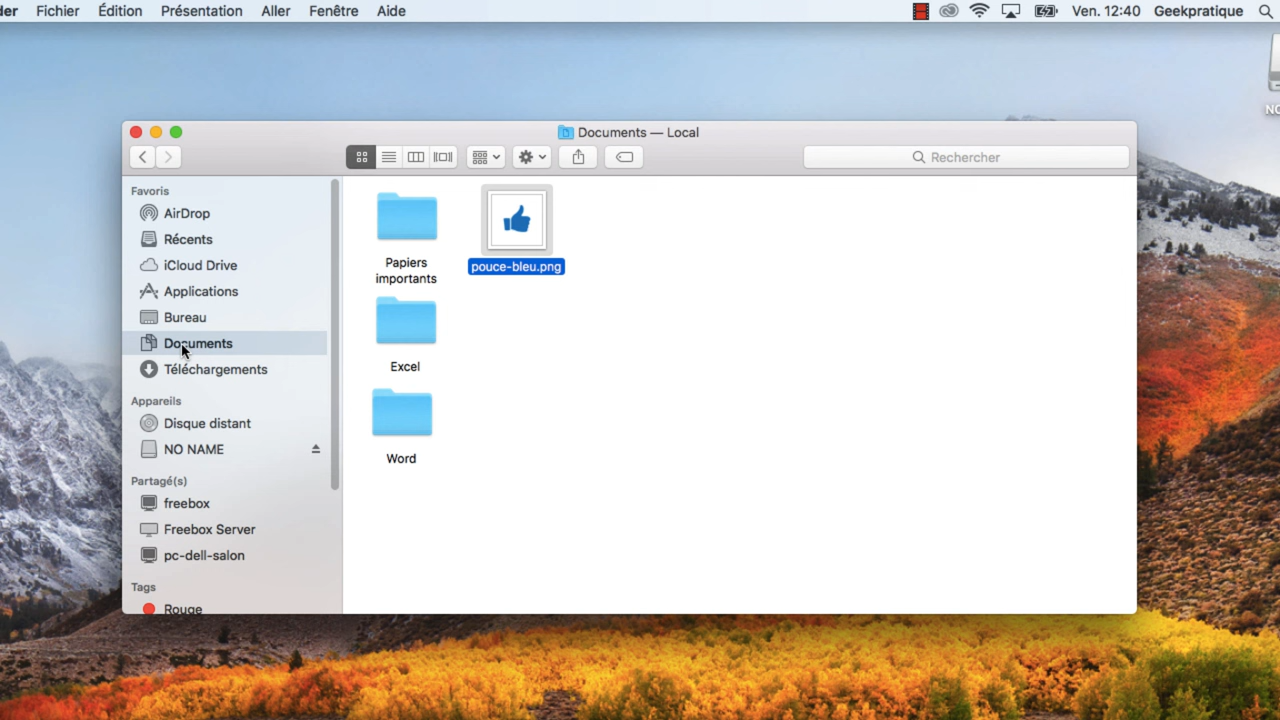 der Fichier Édition Présentation Aller Fenêtre Aide Ven. 12:40 Geekpratique
NO
Documents — Local
Rechercher
Favoris
AirDrop
Récents
iCloud Drive
Applications
Bureau
Documents
Téléchargements
Appareils
Disque distant
NO NAME
Partagé(s)
freebox
Freebox Server
pc-dell-salon
Tags
Rouge
Papiers
importants
pouce-bleu.png
Excel
Word